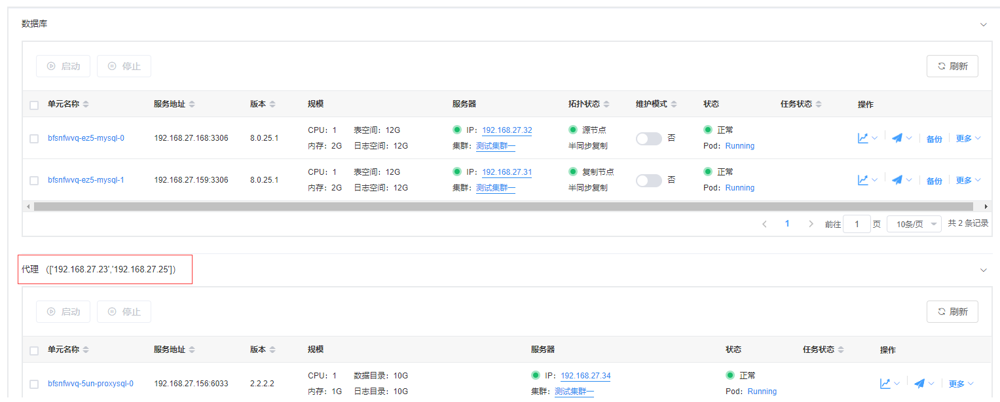 数据库
启动 停止 刷新
单元名称 服务地址 版本 规模 服务器 拓扑状态 维护模式 状态 任务状态 操作
CPU：1 表空间：12G IP：192.168.27.32 源节点 正常
bfsnfwvq-ez5-mysql-0 192.168.27.168:3306 8.0.25.1 否 备份 更多
内存：2G 日志空间：12G 集群：测试集群一 半同步复制 Pod：Running
CPU：1 表空间：12G IP：192.168.27.31 复制节点 正常
bfsnfwvq-ez5-mysql-1 192.168.27.159:3306 8.0.25.1 否 备份 更多
内存：2G 日志空间：12G 集群：测试集群一 半同步复制 Pod：Running
1 前往 1 页 10条/页 共 2 条记录
代理 （['192.168.27.23','192.168.27.25']）
启动 停止 刷新
单元名称 服务地址 版本 规模 服务器 状态 任务状态 操作
CPU：1 数据目录：10G IP：192.168.27.34 正常
bfsnfwvq-5un-proxysql-0 192.168.27.156:6033 2.2.2.2 更多
内存：1G 日志目录：10G 集群：测试集群一 Pod：Running